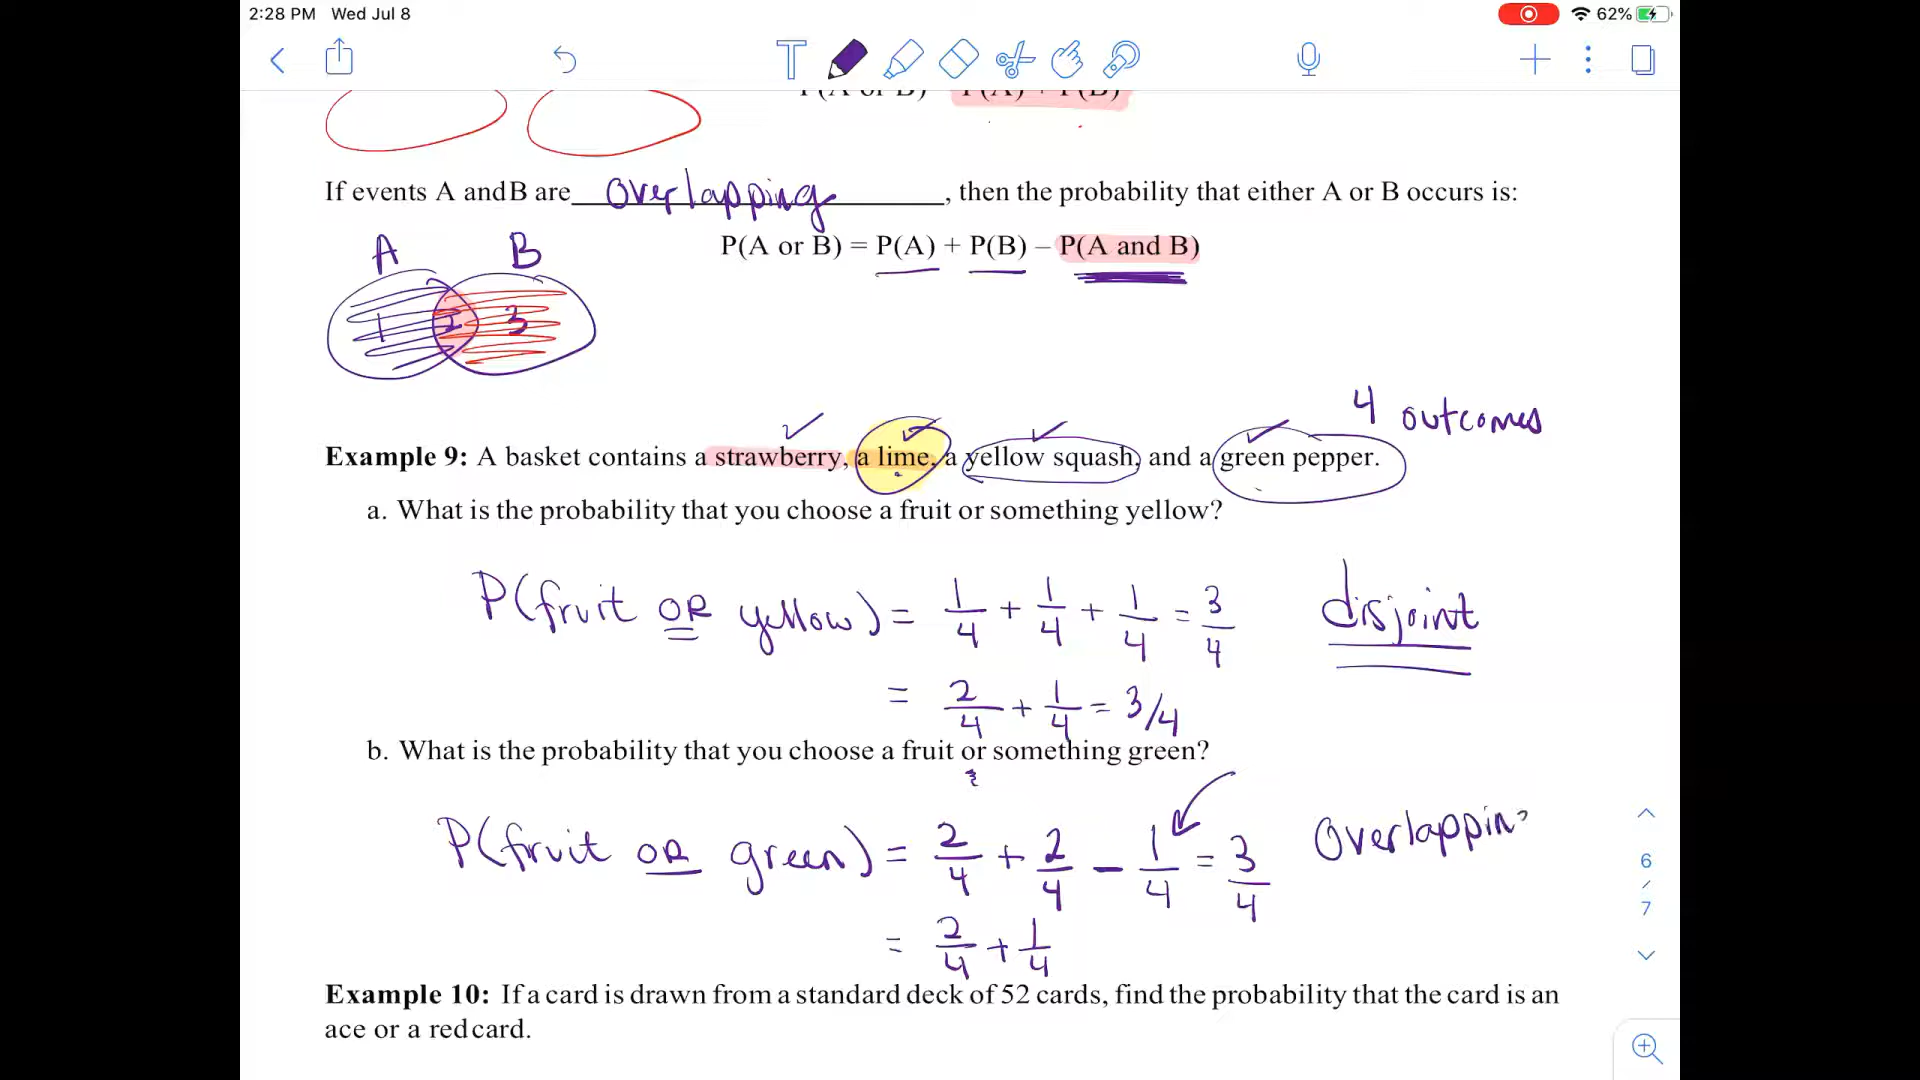 2:28 PM Wed Jul 8
62%
P(A or B) = P(A) + P(B)
If events A and B are overlapping, then the probability that either A or B occurs is:
A B
P(A or B) = P(A) + P(B) – P(A and B)
1 2 3
4 outcomes
Example 9: A basket contains a strawberry, a lime, a yellow squash, and a green pepper.
a. What is the probability that you choose a fruit or something yellow?
P(fruit OR yellow) = 1/4 + 1/4 + 1/4 = 3/4 disjoint
= 2/4 + 1/4 = 3/4
b. What is the probability that you choose a fruit or something green?
P(fruit OR green) = 2/4 + 2/4 - 1/4 = 3/4 Overlappin
= 2/4 + 1/4
6 / 7
Example 10: If a card is drawn from a standard deck of 52 cards, find the probability that the card is an
ace or a red card.